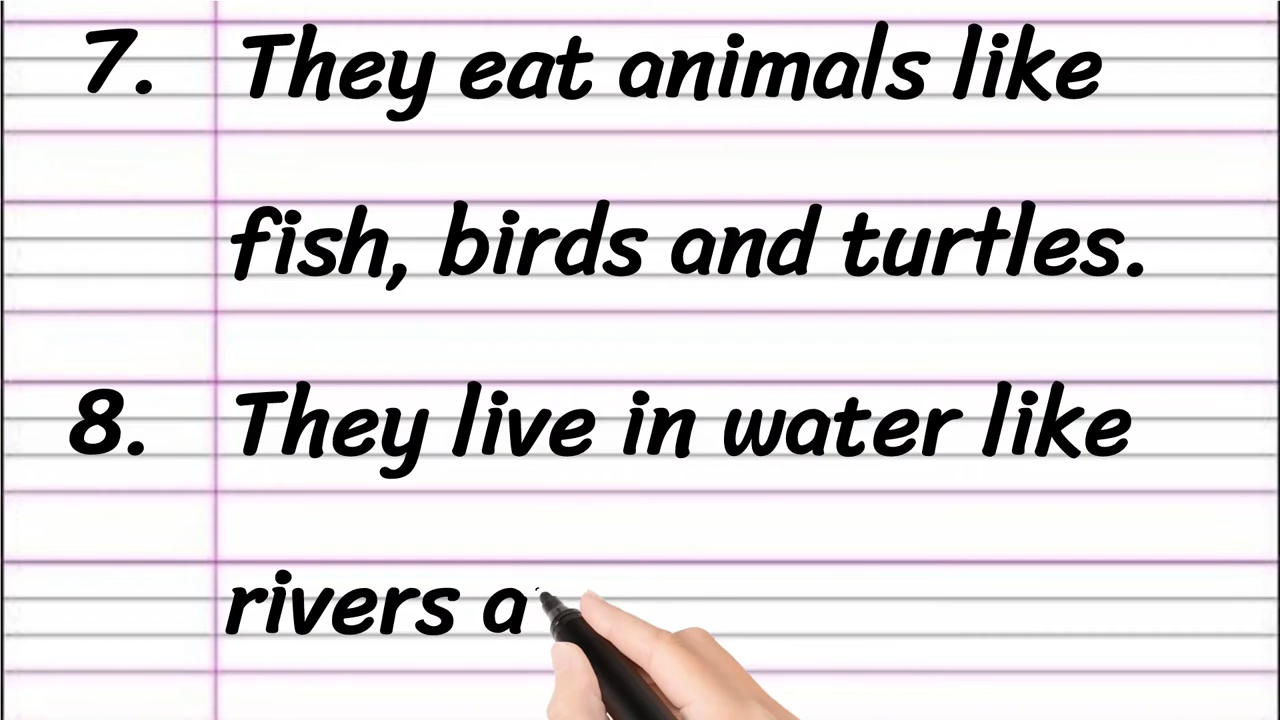 7. They eat animals like
fish, birds and turtles.
8. They live in water like
rivers a